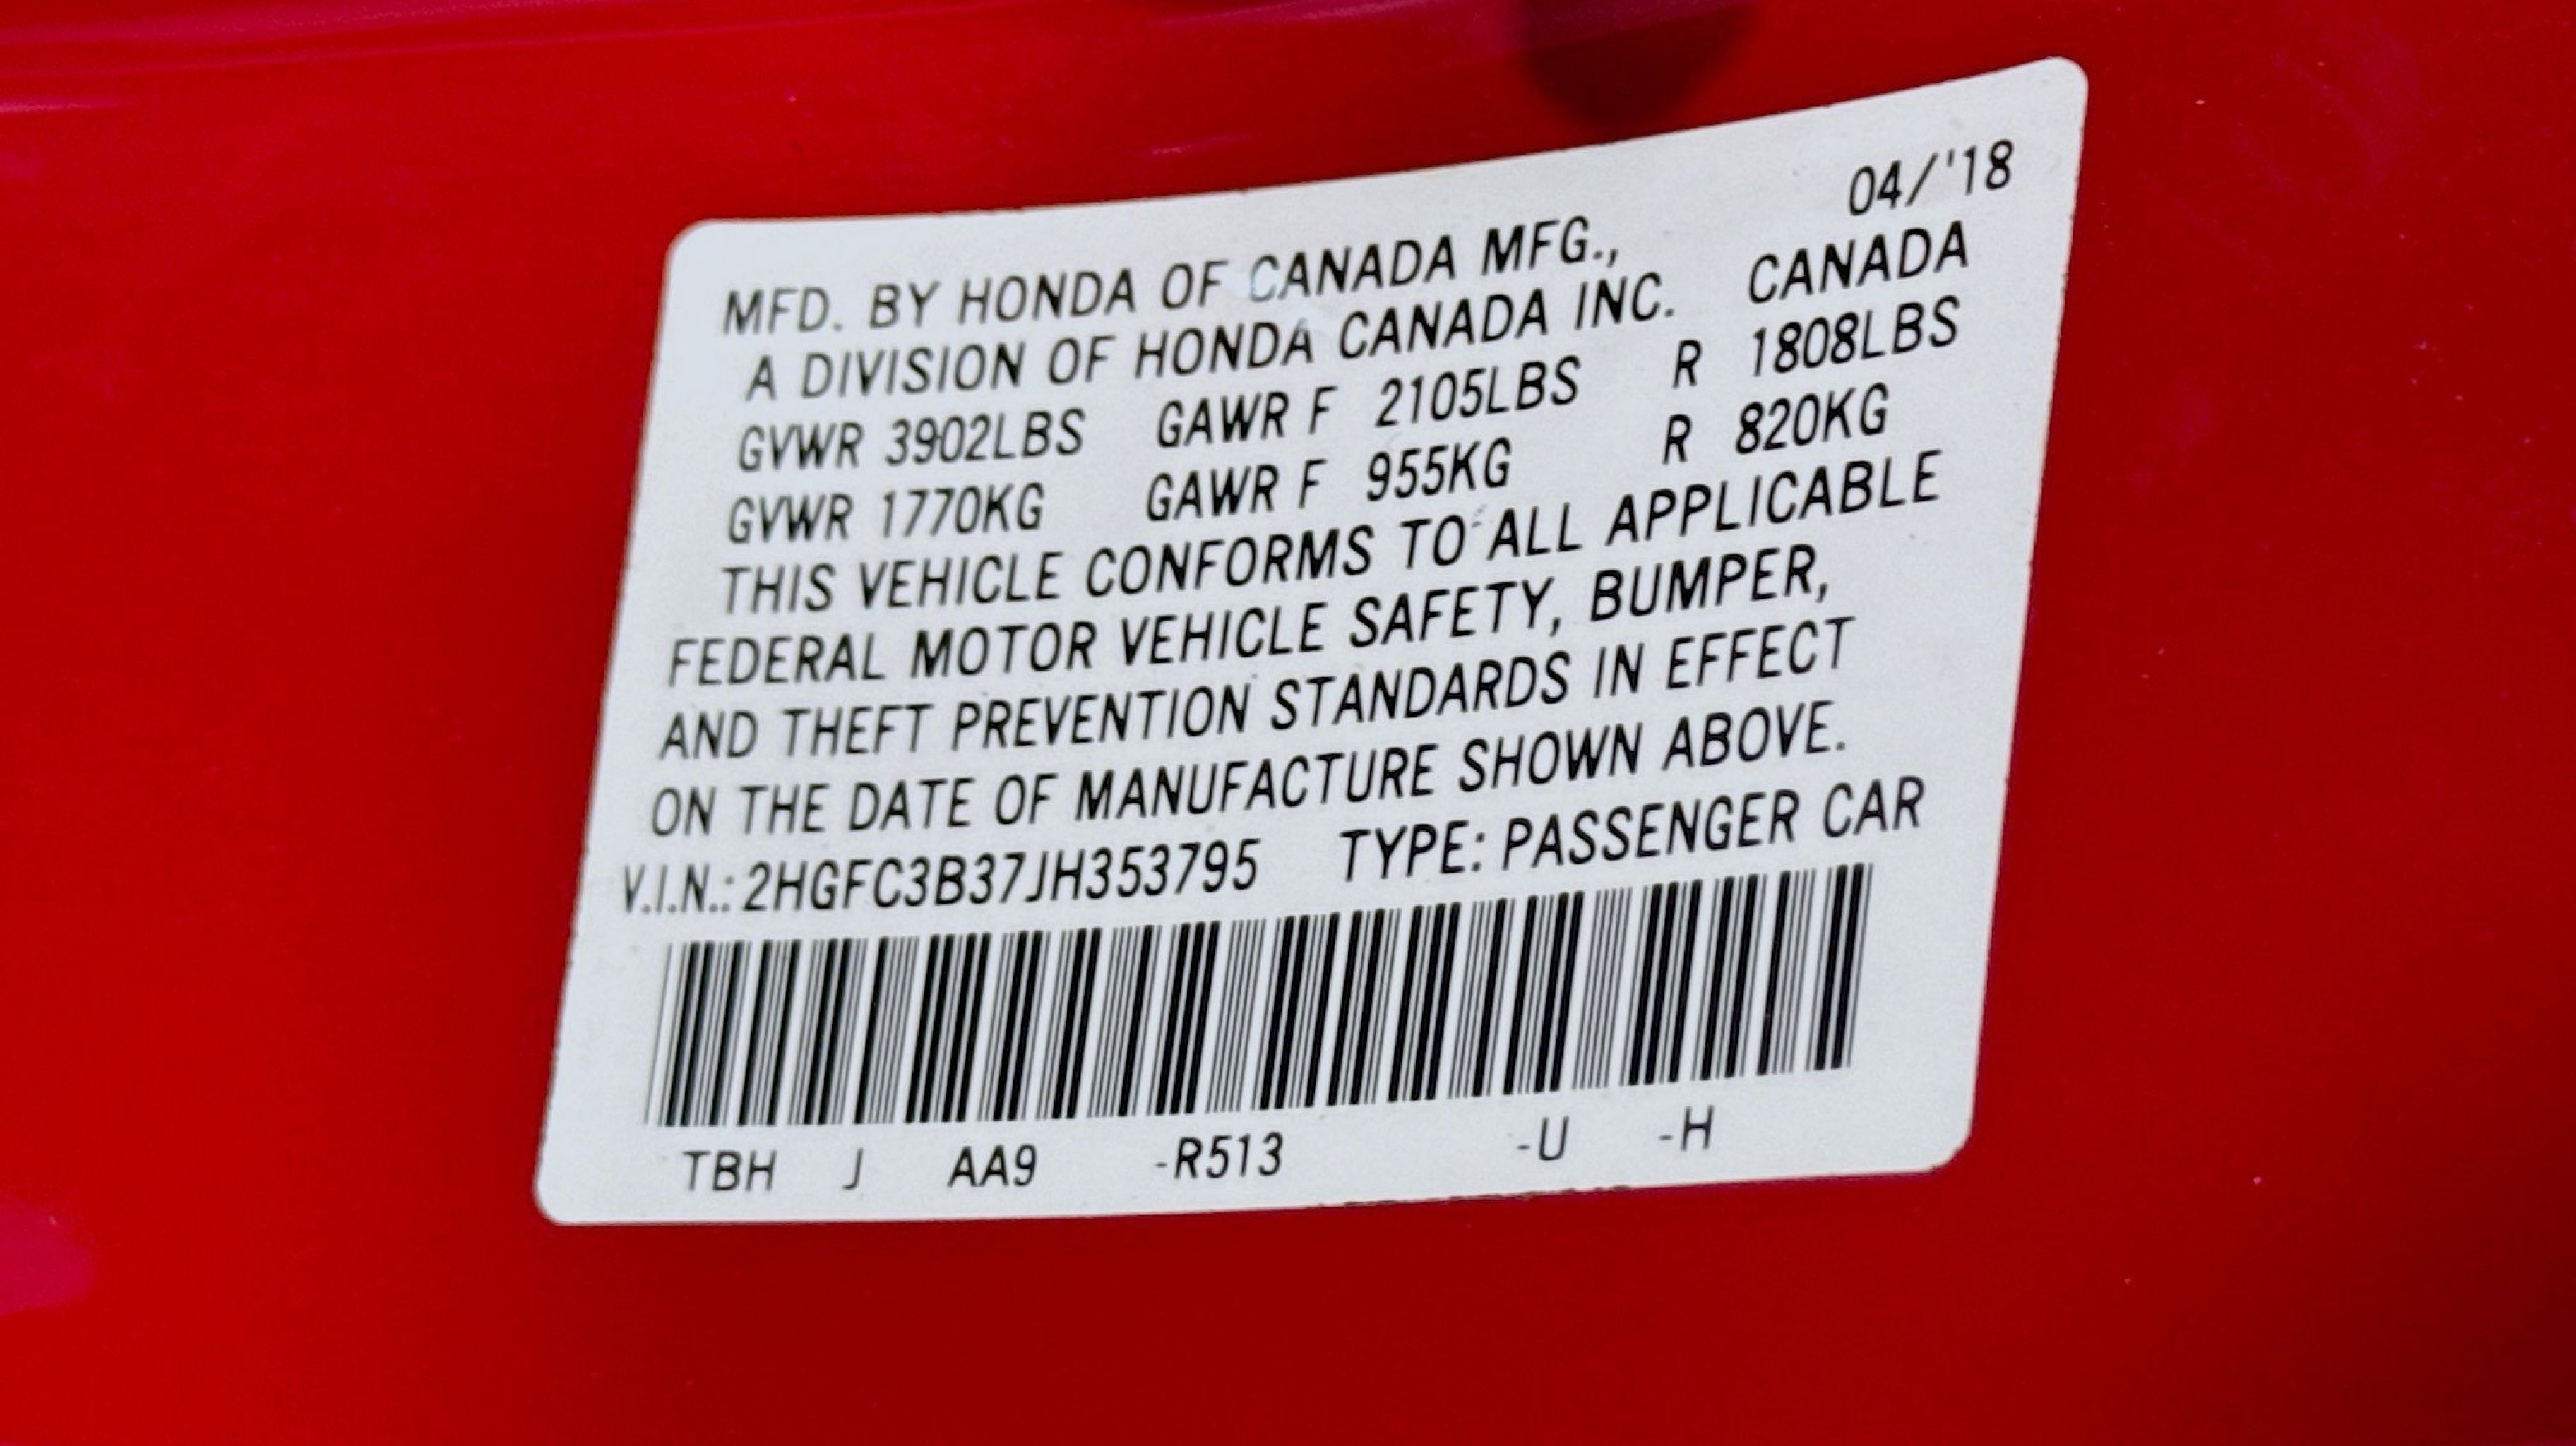 04/'18
MFD. BY HONDA OF CANADA MFG.,
A DIVISION OF HONDA CANADA INC. CANADA
GVWR 3902LBS GAWR F 2105LBS R 1808LBS
GVWR 1770KG GAWR F 955KG R 820KG
THIS VEHICLE CONFORMS TO ALL APPLICABLE
FEDERAL MOTOR VEHICLE SAFETY, BUMPER,
AND THEFT PREVENTION STANDARDS IN EFFECT
ON THE DATE OF MANUFACTURE SHOWN ABOVE.
V.I.N.: 2HGFC3B37JH353795 TYPE: PASSENGER CAR
TBH J AA9 -R513 -U -H